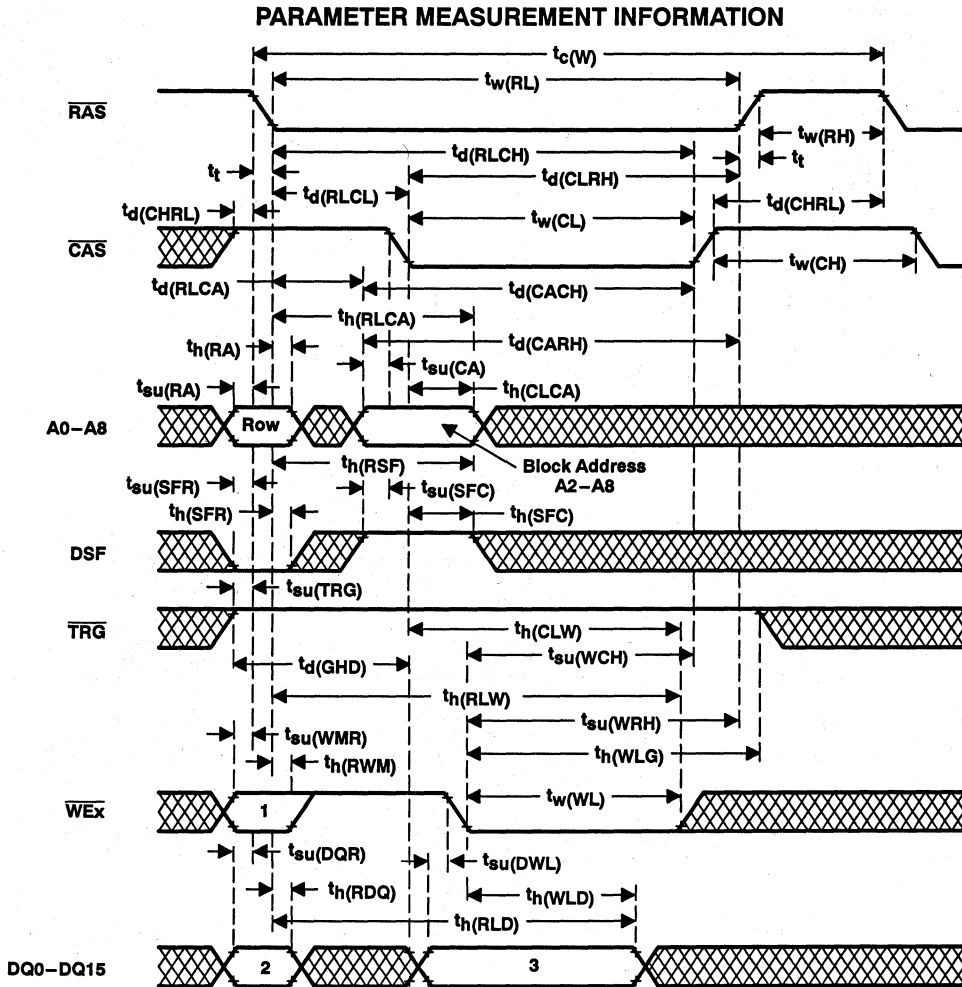 PARAMETER MEASUREMENT INFORMATION
tc(W)
tw(RL)
RAS
tw(RH)
td(RLCH)
tt
tt
td(CLRH)
td(RLCL)
td(CHRL)
td(CHRL)
tw(CL)
CAS
tw(CH)
td(RLCA)
td(CACH)
th(RLCA)
th(RA)
td(CARH)
tsu(CA)
tsu(RA)
th(CLCA)
A0–A8
Row
th(RSF)
Block Address
A2–A8
tsu(SFR)
tsu(SFC)
th(SFR)
th(SFC)
DSF
tsu(TRG)
TRG
th(CLW)
tsu(WCH)
td(GHD)
th(RLW)
tsu(WRH)
tsu(WMR)
th(WLG)
th(RWM)
tw(WL)
WEx
1
tsu(DQR)
tsu(DWL)
th(RDQ)
th(WLD)
th(RLD)
DQ0–DQ15
2
3